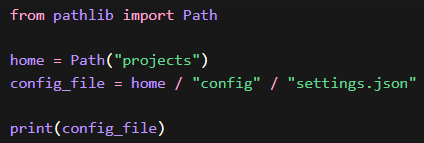 from pathlib import Path
home = Path("projects")
config_file = home / "config" / "settings.json"
print(config_file)